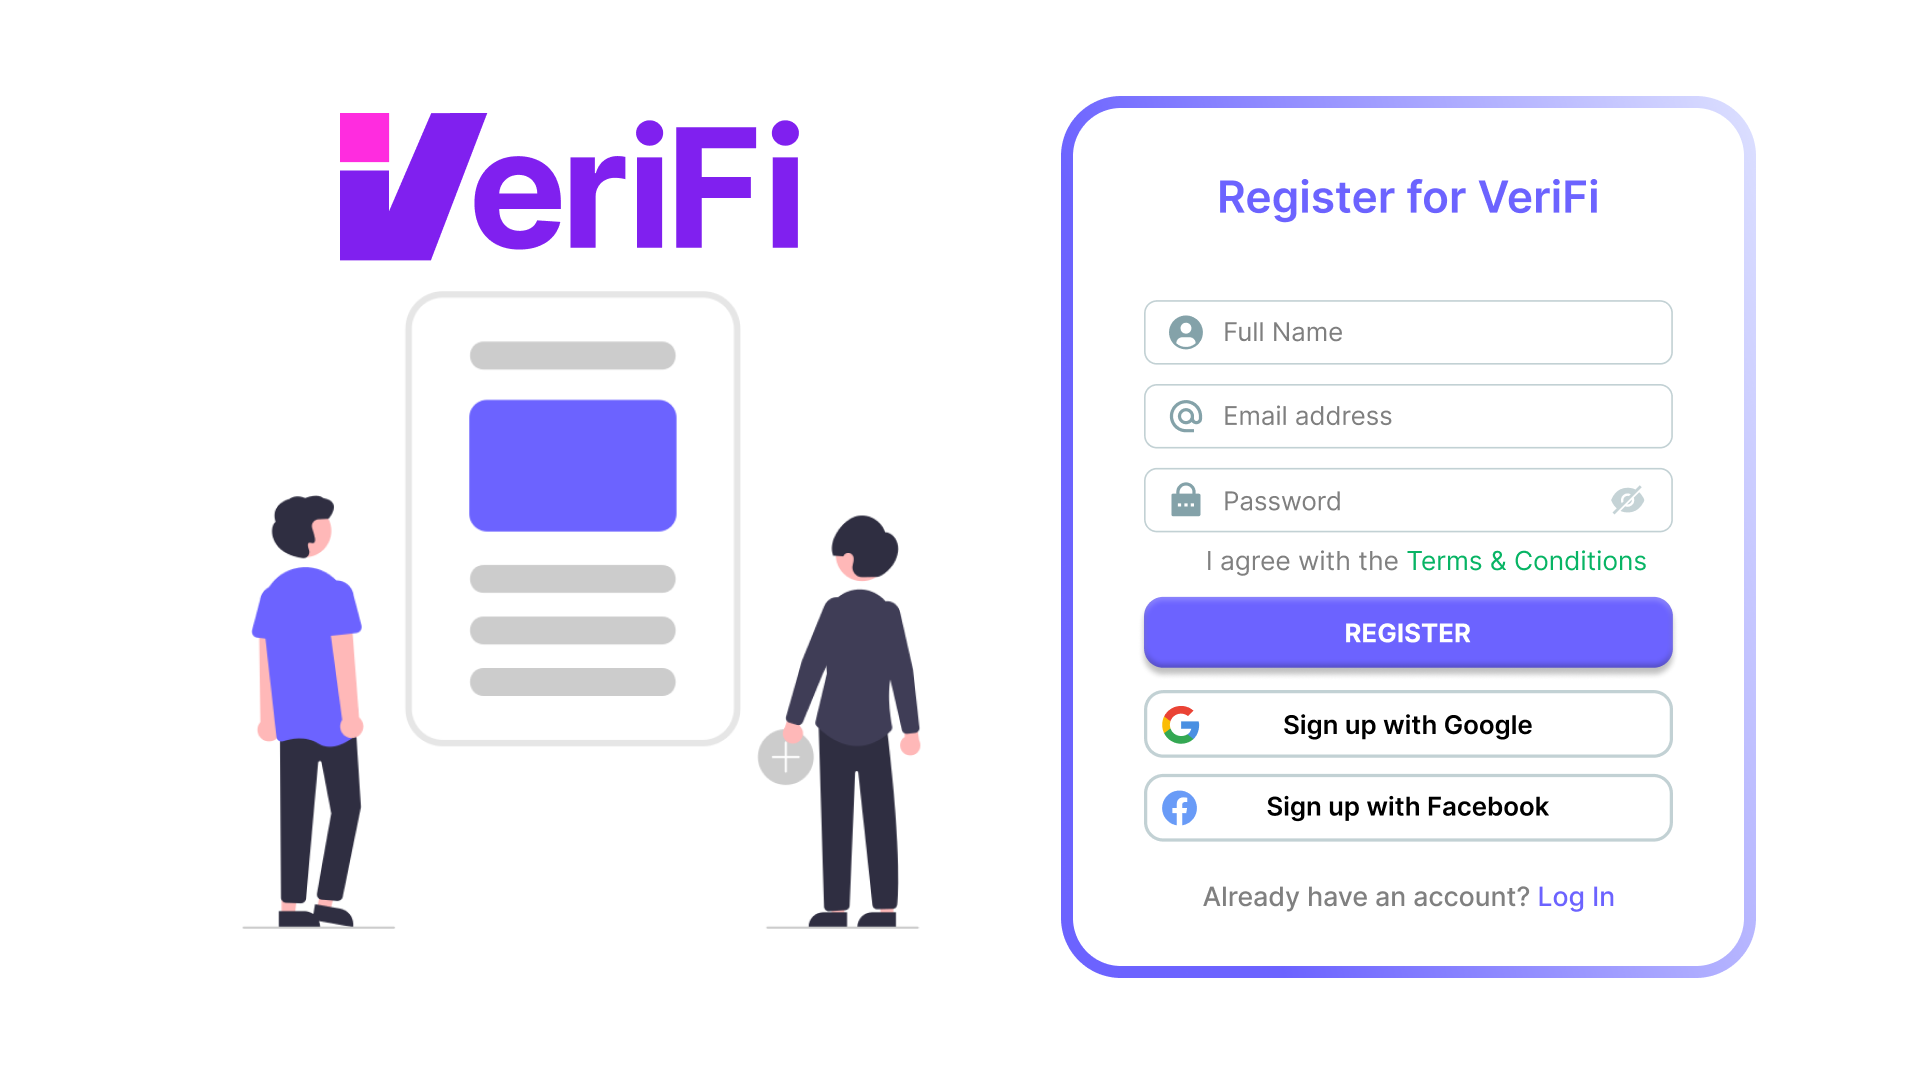 VeriFi
Register for VeriFi
Full Name
Email address
Password
I agree with the Terms & Conditions
REGISTER
Sign up with Google
Sign up with Facebook
Already have an account? Log In